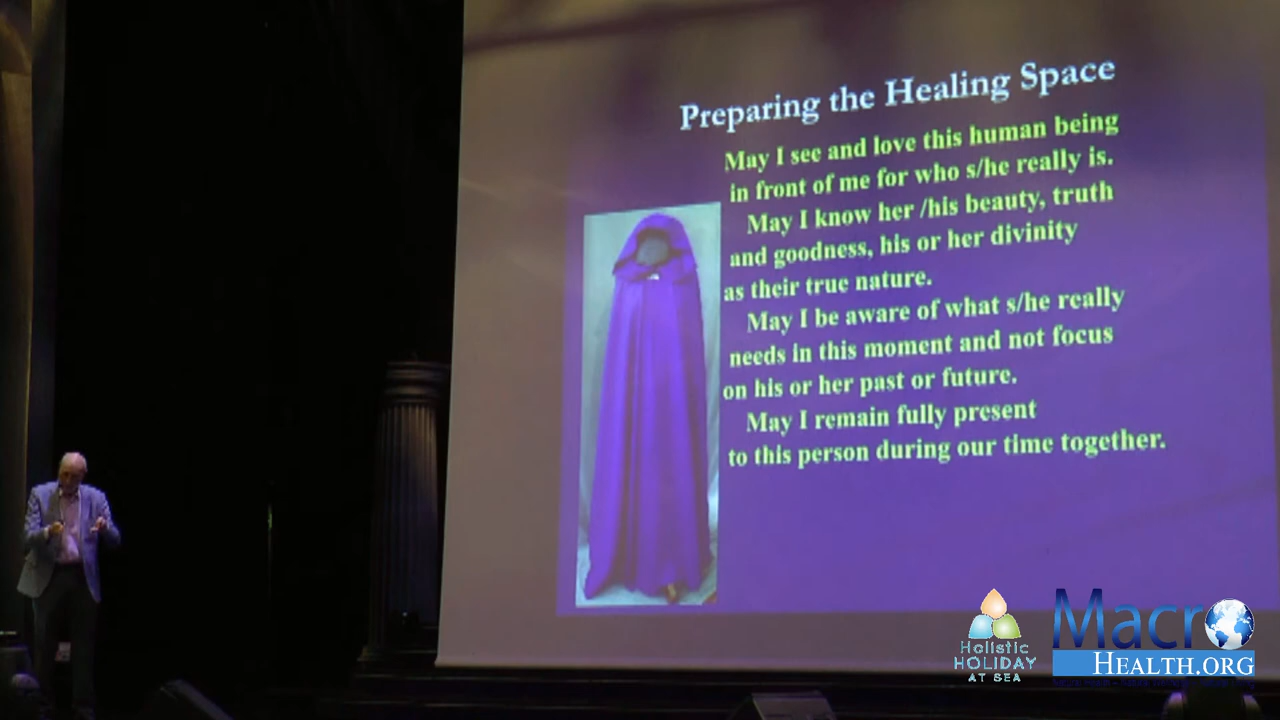 Preparing the Healing Space
May I see and love this human being
in front of me for who s/he really is.
May I know her /his beauty, truth
and goodness, his or her divinity
as their true nature.
May I be aware of what s/he really
needs in this moment and not focus
on his or her past or future.
May I remain fully present
to this person during our time together.
Holistic
HOLIDAY
AT SEA
Macro
HEALTH.ORG